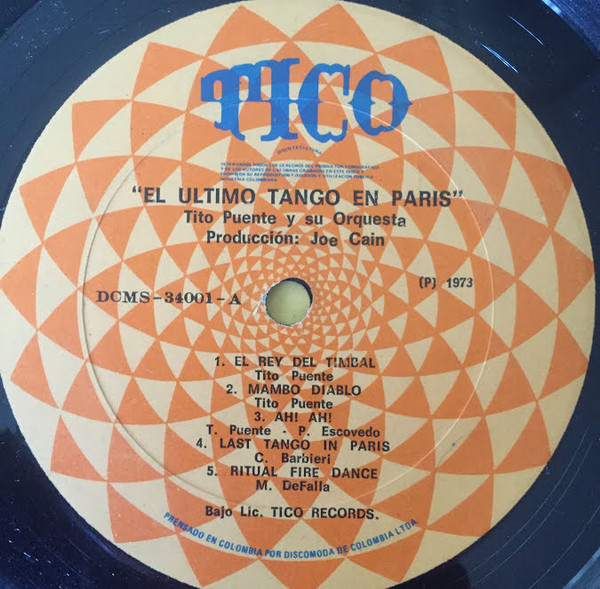 TICO
"EL ULTIMO TANGO EN PARIS"
Tito Puente y su Orquesta
Producción: Joe Cain
(P) 1973
DCMS-34001-A
1. EL REY DEL TIMBAL
Tito Puente
2. MAMBO DIABLO
Tito Puente
3. AH! AH!
T. Puente - P. Escovedo
4. LAST TANGO IN PARIS
C. Barbieri
5. RITUAL FIRE DANCE
M. DeFalla
Bajo Lic. TICO RECORDS.
PRENSADO EN COLOMBIA POR DISCOMODA DE COLOMBIA LTDA